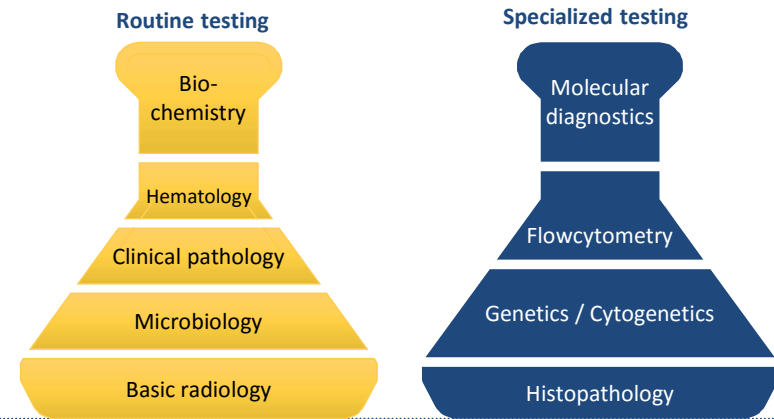 Routine testing
Bio-
chemistry
Hematology
Clinical pathology
Microbiology
Basic radiology
Specialized testing
Molecular
diagnostics
Flowcytometry
Genetics / Cytogenetics
Histopathology